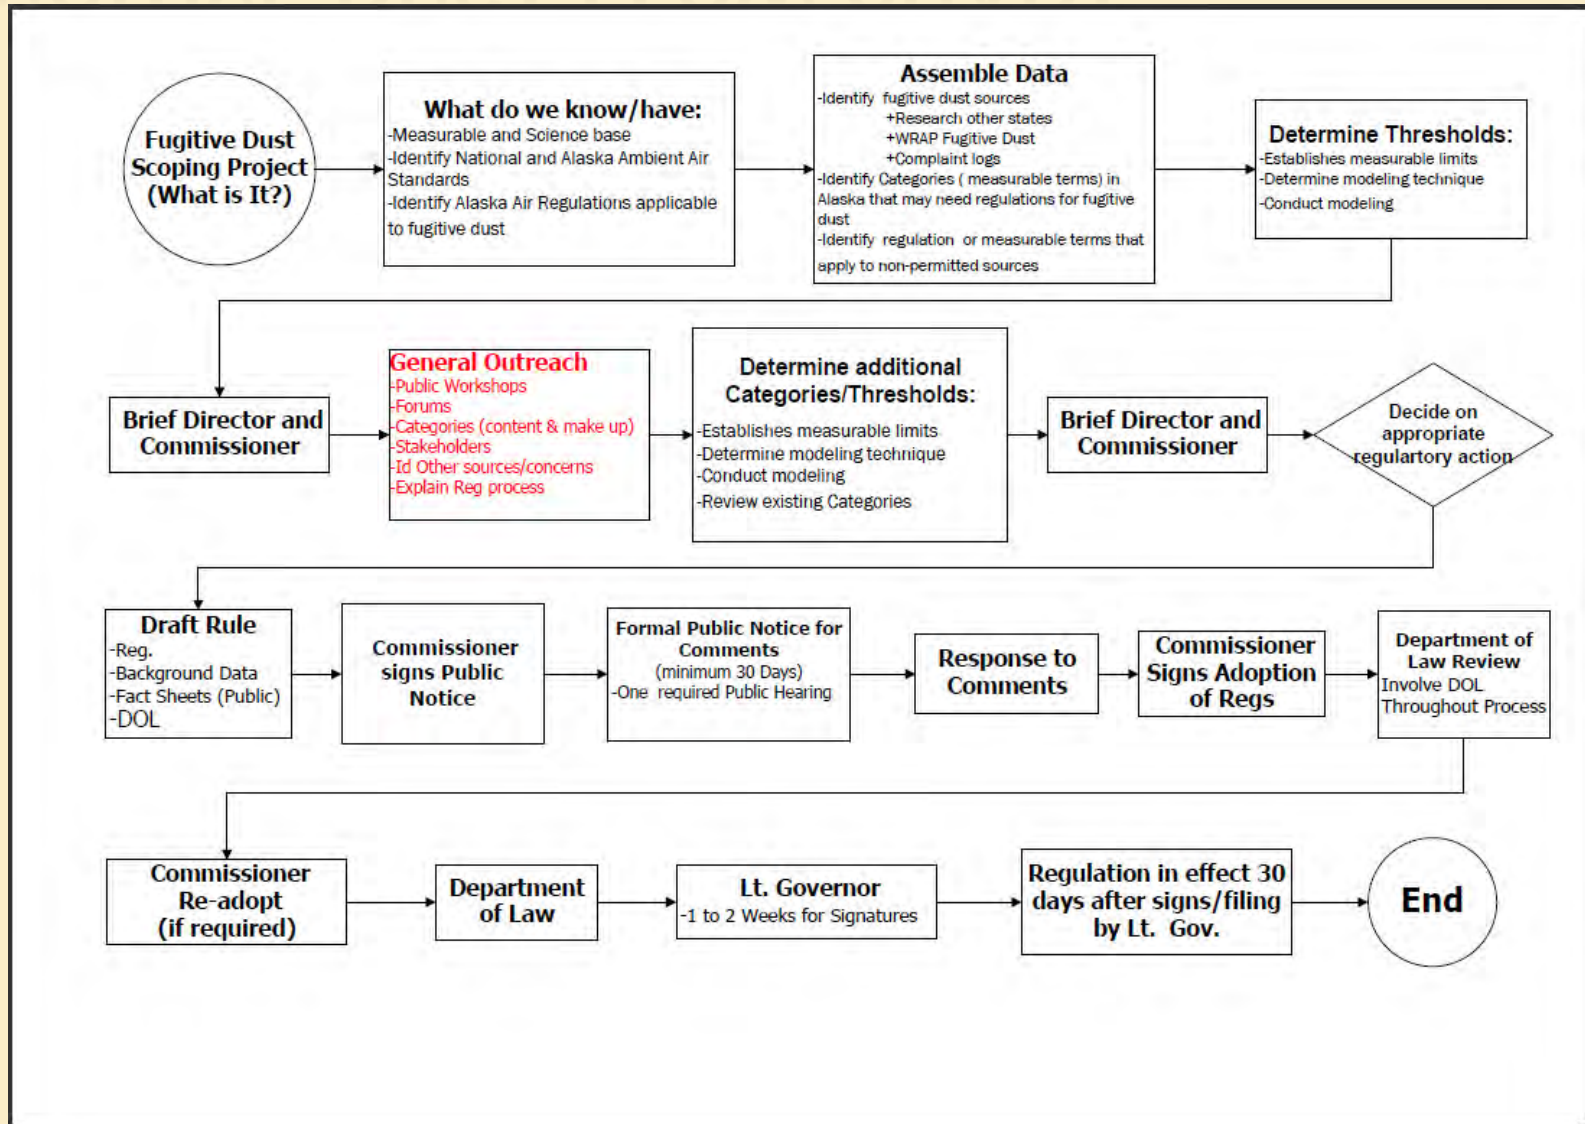 Fugitive Dust
Scoping Project
(What is It?)
What do we know/have:
-Measurable and Science base
-Identify National and Alaska Ambient Air
Standards
-Identify Alaska Air Regulations applicable
to fugitive dust
Assemble Data
-Identify fugitive dust sources
+Research other states
+WRAP Fugitive Dust
+Complaint logs
-Identify Categories ( measurable terms) in
Alaska that may need regulations for fugitive
dust
-Identify regulation or measurable terms that
apply to non-permitted sources
Determine Thresholds:
-Establishes measurable limits
-Determine modeling technique
-Conduct modeling
Brief Director and
Commissioner
General Outreach
-Public Workshops
-Forums
-Categories (content & make up)
-Stakeholders
-Id Other sources/concerns
-Explain Reg process
Determine additional
Categories/Thresholds:
-Establishes measurable limits
-Determine modeling technique
-Conduct modeling
-Review existing Categories
Brief Director and
Commissioner
Decide on
appropriate
regulartory action
Draft Rule
-Reg.
-Background Data
-Fact Sheets (Public)
-DOL
Commissioner
signs Public
Notice
Formal Public Notice for
Comments
(minimum 30 Days)
-One required Public Hearing
Response to
Comments
Commissioner
Signs Adoption
of Regs
Department of
Law Review
Involve DOL
Throughout Process
Commissioner
Re-adopt
(if required)
Department
of Law
Lt. Governor
-1 to 2 Weeks for Signatures
Regulation in effect 30
days after signs/filing
by Lt. Gov.
End